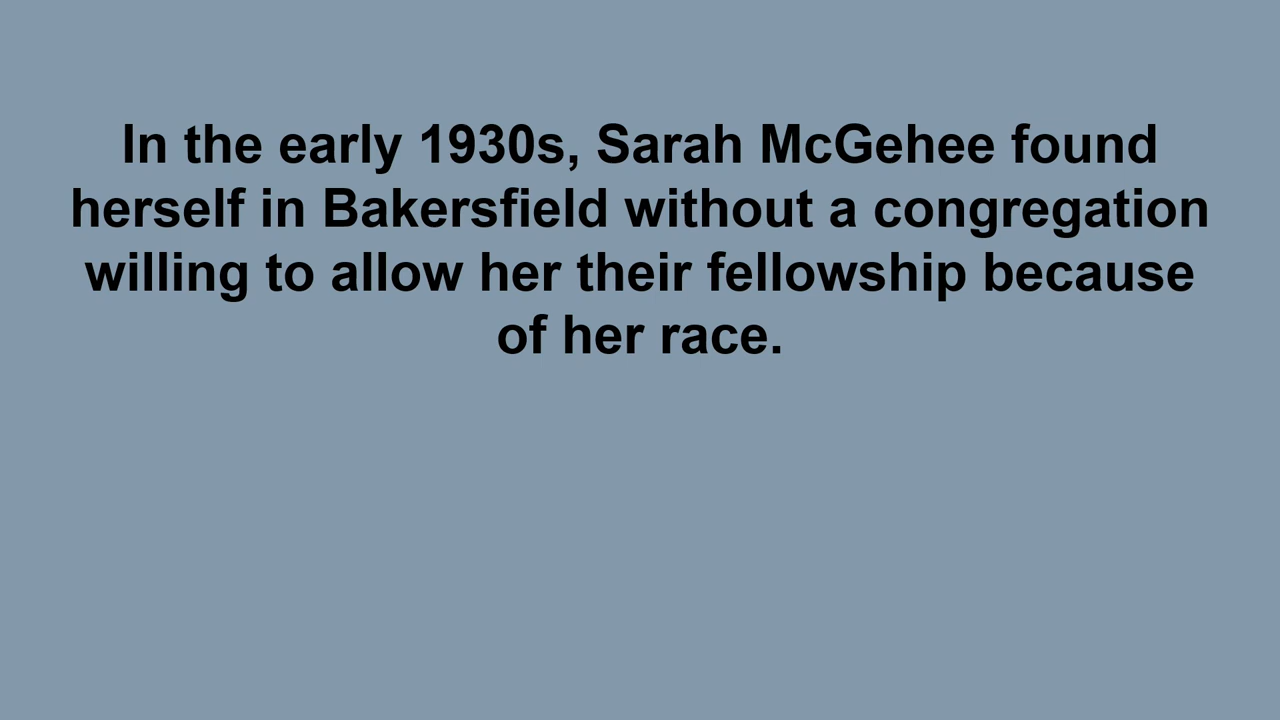 In the early 1930s, Sarah McGehee found
herself in Bakersfield without a congregation
willing to allow her their fellowship because
of her race.